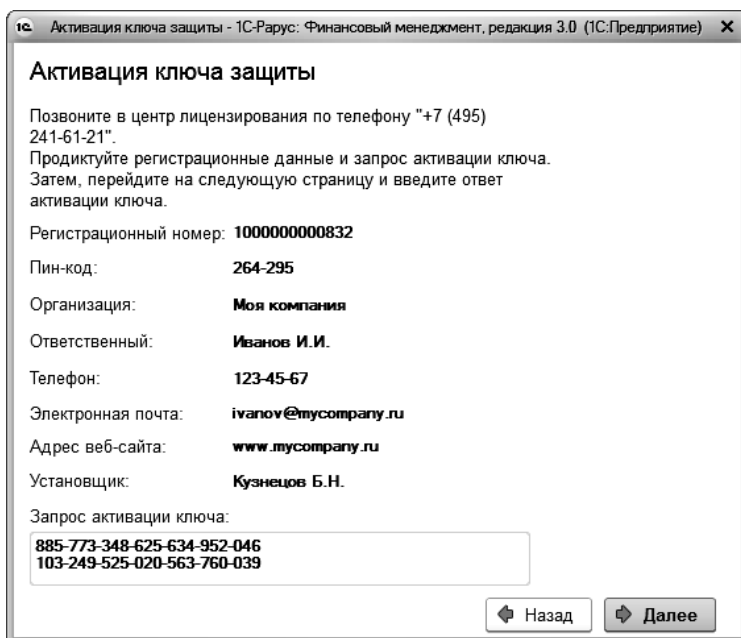 1С Активация ключа защиты - 1С-Рарус: Финансовый менеджмент, редакция 3.0 (1С:Предприятие)
Активация ключа защиты
Позвоните в центр лицензирования по телефону "+7 (495)
241-61-21".
Продиктуйте регистрационные данные и запрос активации ключа.
Затем, перейдите на следующую страницу и введите ответ
активации ключа.
Регистрационный номер: 1000000000832
Пин-код: 264-295
Организация: Моя компания
Ответственный: Иванов И.И.
Телефон: 123-45-67
Электронная почта: ivanov@mycompany.ru
Адрес веб-сайта: www.mycompany.ru
Установщик: Кузнецов Б.Н.
Запрос активации ключа:
885-773-348-625-634-952-046
103-249-525-020-563-760-039
Назад Далее